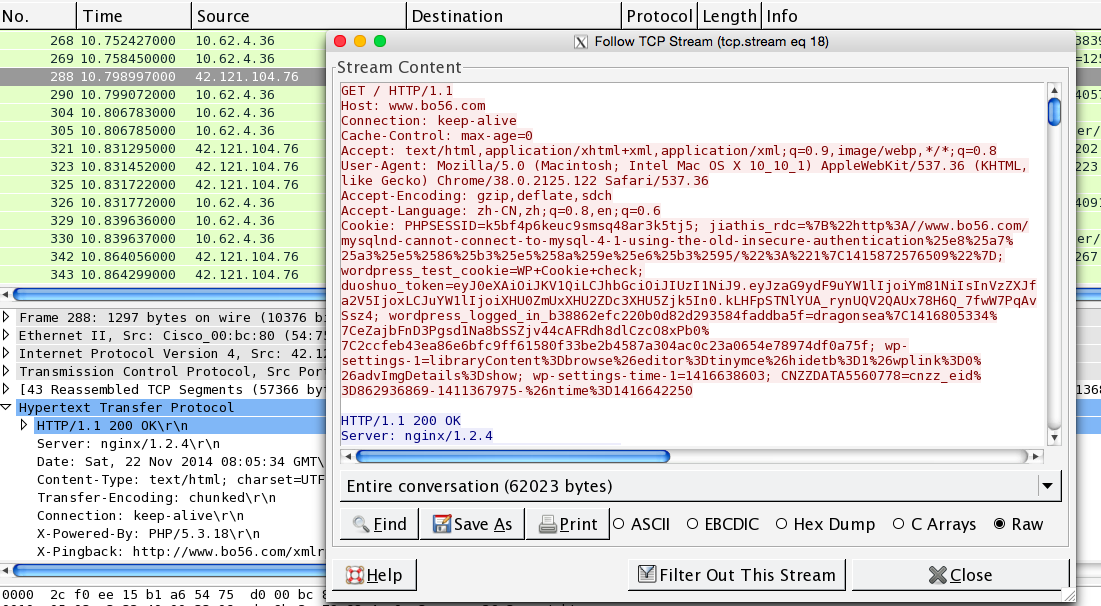 No. Time Source Destination Protocol Length Info
268 10.752427000 10.62.4.36
269 10.758450000 10.62.4.36
288 10.798997000 42.121.104.76
290 10.799072000 10.62.4.36
304 10.806783000 10.62.4.36
305 10.806785000 10.62.4.36
321 10.831295000 42.121.104.76
323 10.831452000 42.121.104.76
325 10.831722000 42.121.104.76
326 10.831772000 10.62.4.36
329 10.839636000 10.62.4.36
330 10.839637000 10.62.4.36
342 10.864056000 42.121.104.76
343 10.864299000 42.121.104.76
Frame 288: 1297 bytes on wire (10376 bi
Ethernet II, Src: Cisco_00:bc:80 (54:75
Internet Protocol Version 4, Src: 42.12
Transmission Control Protocol, Src Port
[43 Reassembled TCP Segments (57366 byt
Hypertext Transfer Protocol
HTTP/1.1 200 OK\r\n
Server: nginx/1.2.4\r\n
Date: Sat, 22 Nov 2014 08:05:34 GMT\
Content-Type: text/html; charset=UTF
Transfer-Encoding: chunked\r\n
Connection: keep-alive\r\n
X-Powered-By: PHP/5.3.18\r\n
X-Pingback: http://www.bo56.com/xmlr
0000 2c f0 ee 15 b1 a6 54 75 d0 00 bc 8
Follow TCP Stream (tcp.stream eq 18)
Stream Content
GET / HTTP/1.1
Host: www.bo56.com
Connection: keep-alive
Cache-Control: max-age=0
Accept: text/html,application/xhtml+xml,application/xml;q=0.9,image/webp,*/*;q=0.8
User-Agent: Mozilla/5.0 (Macintosh; Intel Mac OS X 10_10_1) AppleWebKit/537.36 (KHTML,
like Gecko) Chrome/38.0.2125.122 Safari/537.36
Accept-Encoding: gzip,deflate,sdch
Accept-Language: zh-CN,zh;q=0.8,en;q=0.6
Cookie: PHPSESSID=k5bf4p6keuc9smsq48ar3k5tj5; jiathis_rdc=%7B%22http%3A//www.bo56.com/
mysqlnd-cannot-connect-to-mysql-4-1-using-the-old-insecure-authentication%25e8%25a7%
25a3%25e5%2586%25b3%25e5%258a%259e%25e6%25b3%2595/%22%3A%221%7C1415872576509%22%7D;
wordpress_test_cookie=WP+Cookie+check;
duoshuo_token=eyJ0eXAiOiJKV1QiLCJhbGciOiJIUzI1NiJ9.eyJzaG9ydF9uYW1lIjoiYm81NiIsInVzZXJf
a2V5IjoxLCJuYW1lIjoiXHU0ZmUxXHU2ZDc3XHU5Zjk5In0.kLHFpSTNlYUA_rynUQV2QAUx78H6Q_7fwW7PqAv
Ssz4; wordpress_logged_in_b38862efc220b0d82d293584faddba5f=dragonsea%7C1416805334%
7CeZajbFnD3Pgsd1Na8bSSZjv44cAFRdh8dlCzcO8xPb0%
7C2ccfeb43ea86e6bfc9ff61580f33be2b4587a304ac0c23a0654e78974df0a75f; wp-
settings-1=libraryContent%3Dbrowse%26editor%3Dtinymce%26hidetb%3D1%26wplink%3D0%
26advImgDetails%3Dshow; wp-settings-time-1=1416638603; CNZZDATA5560778=cnzz_eid%
3D862936869-1411367975-%26ntime%3D1416642250
HTTP/1.1 200 OK
Server: nginx/1.2.4
Entire conversation (62023 bytes)
Find Save As Print ASCII EBCDIC Hex Dump C Arrays Raw
Help Filter Out This Stream Close